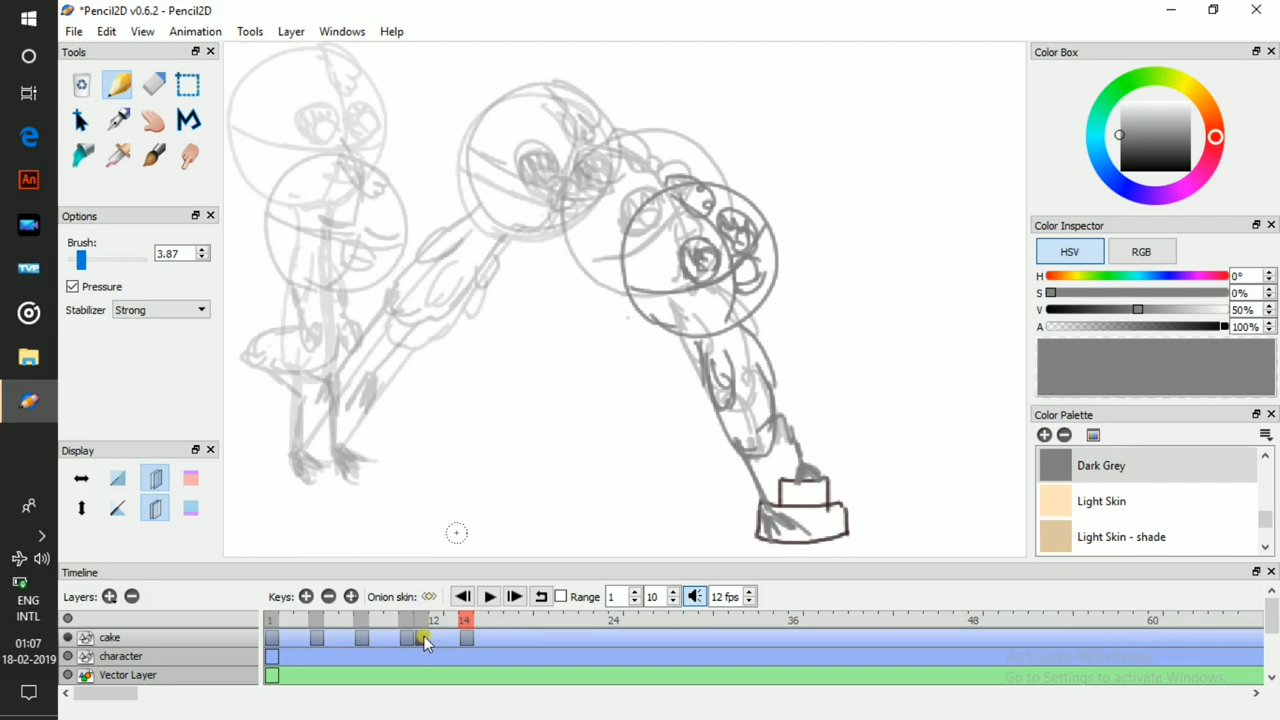 *Pencil2D v0.6.2 - Pencil2D
File Edit View Animation Tools Layer Windows Help
Tools
Color Box
Options
Brush:
3.87
Pressure
Stabilizer Strong
Color Inspector
HSV RGB
H 0°
S 0%
V 50%
A 100%
Color Palette
Dark Grey
Light Skin
Light Skin - shade
Display
An
TVP
ENG
INTL
01:07
18-02-2019
Timeline
Layers: Keys: Onion skin: Range 1 10 12 fps
1 12 14 24 36 48 60
cake
character
Vector Layer
Activate Windows
Go to Settings to activate Windows.